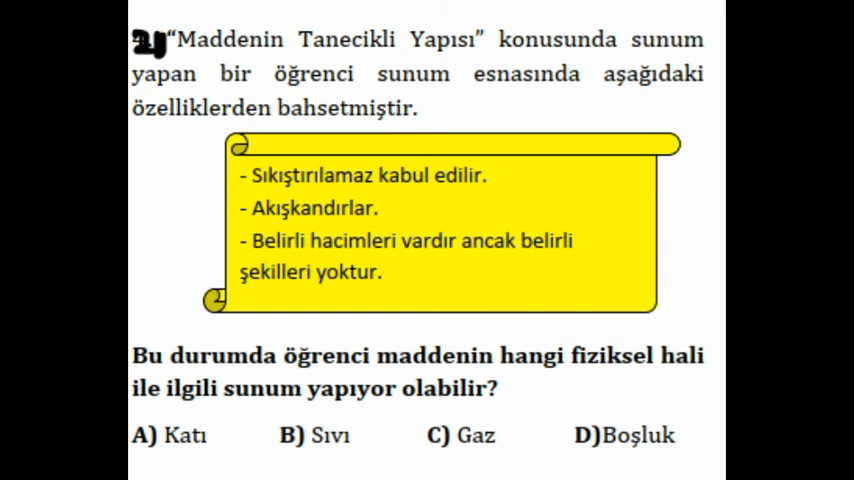 2) “Maddenin Tanecikli Yapısı” konusunda sunum
yapan bir öğrenci sunum esnasında aşağıdaki
özelliklerden bahsetmiştir.
- Sıkıştırılamaz kabul edilir.
- Akışkandırlar.
- Belirli hacimleri vardır ancak belirli
şekilleri yoktur.
Bu durumda öğrenci maddenin hangi fiziksel hali
ile ilgili sunum yapıyor olabilir?
A) Katı B) Sıvı C) Gaz D)Boşluk